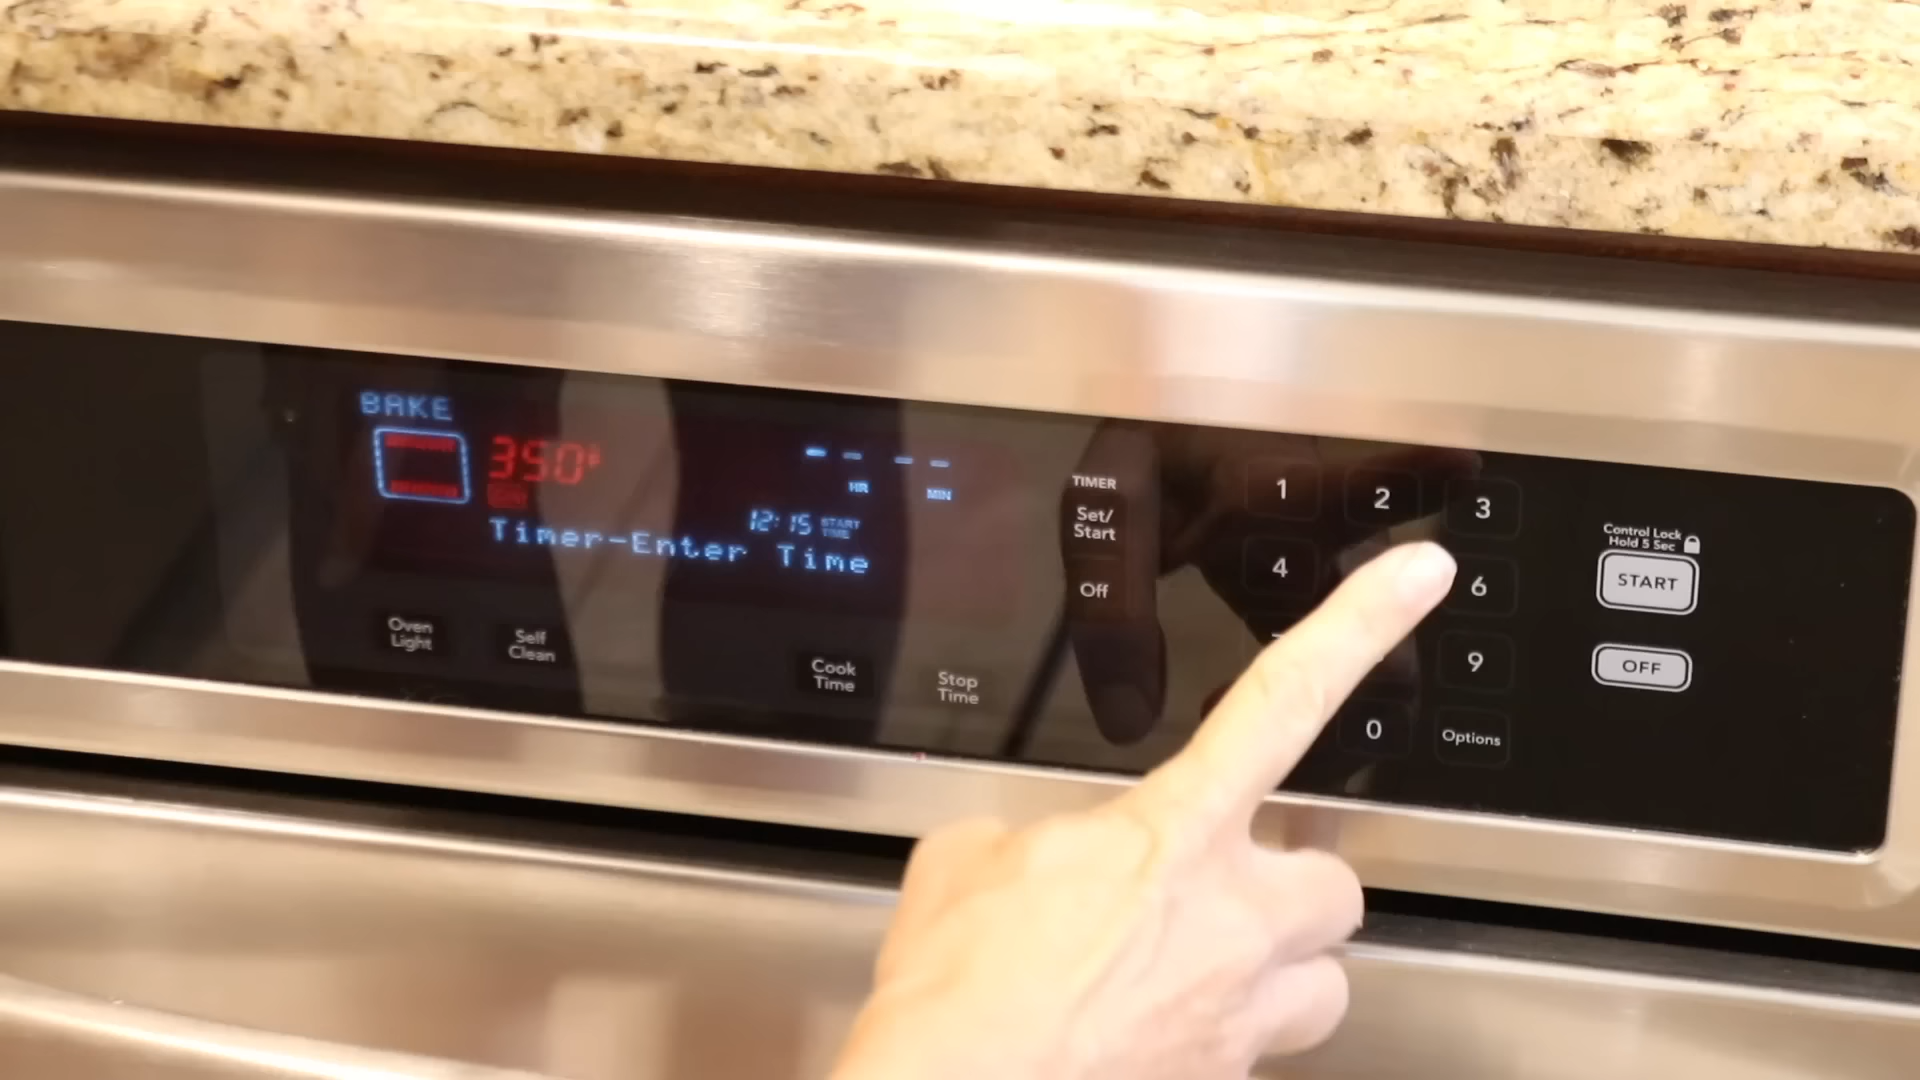 BAKE
350°F
-- --
HR MIN
12:15 START TIME
Timer-Enter Time
Oven Light
Self Clean
Cook Time
Stop Time
TIMER
Set/
Start
Off
1 2 3
4 6
9
0 Options
Control Lock
Hold 5 Sec
START
OFF